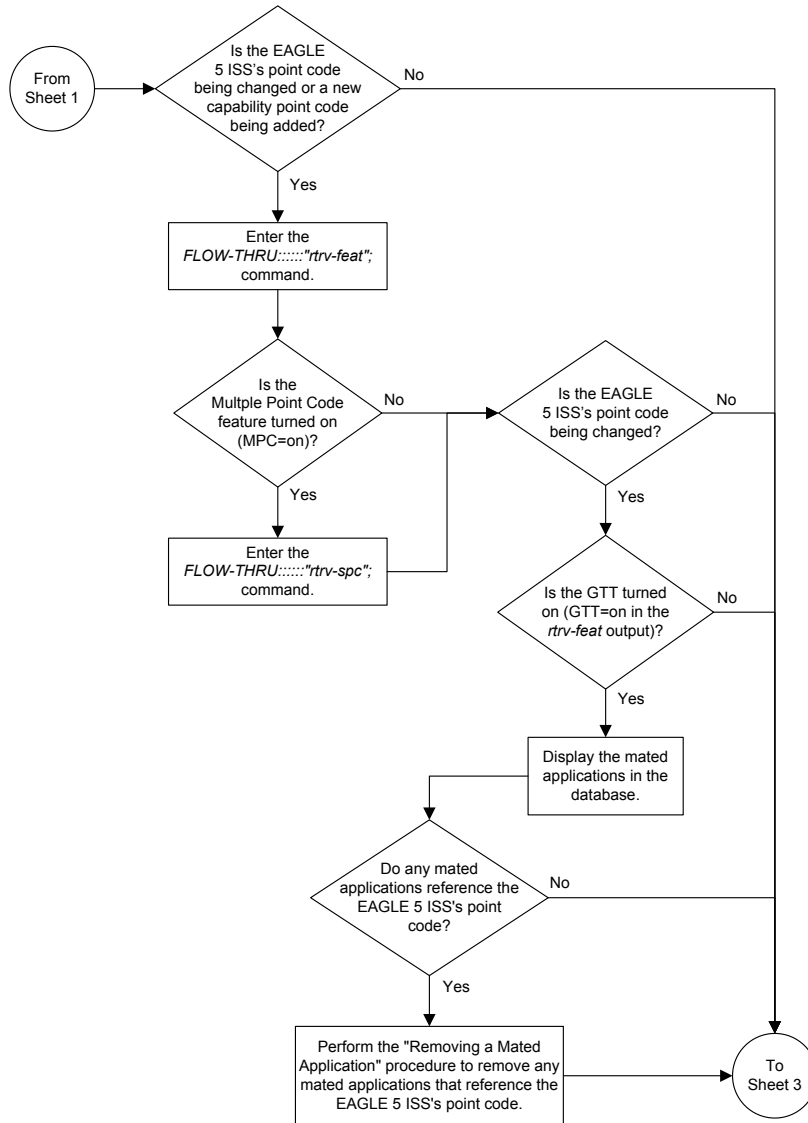 From
Sheet 1
Is the EAGLE
5 ISS's point code
being changed or a new
capability point code
being added?
No
Yes
Enter the
FLOW-THRU::::::"rtrv-feat";
command.
Is the
Multple Point Code
feature turned on
(MPC=on)?
No
Yes
Enter the
FLOW-THRU::::::"rtrv-spc";
command.
Is the EAGLE
5 ISS's point code
being changed?
No
Yes
Is the GTT turned
on (GTT=on in the
rtrv-feat output)?
No
Yes
Display the mated
applications in the
database.
Do any mated
applications reference the
EAGLE 5 ISS's point
code?
No
Yes
Perform the "Removing a Mated
Application" procedure to remove any
mated applications that reference the
EAGLE 5 ISS's point code.
To
Sheet 3